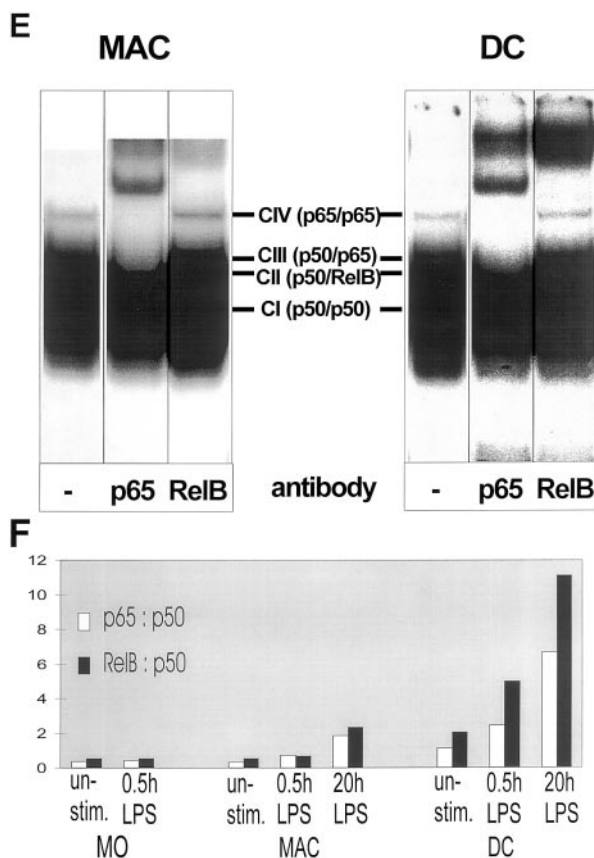 E
MAC DC
CIV (p65/p65)
CIII (p50/p65)
CII (p50/RelB)
CI (p50/p50)
- p65 RelB antibody - p65 RelB
F
12
10
8
6
4
2
0
p65 : p50
RelB : p50
un- 0.5h un- 0.5h 20h un- 0.5h 20h
stim. LPS stim. LPS LPS stim. LPS LPS
MO MAC DC